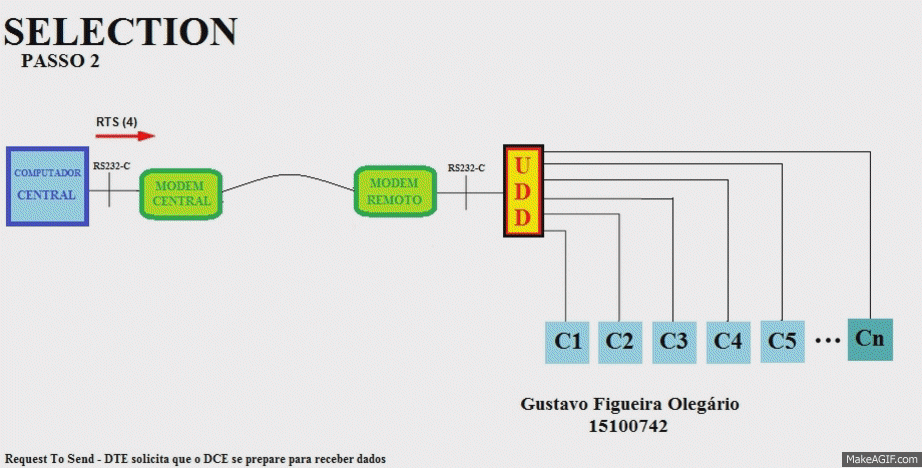 SELECTION
PASSO 2
RTS (4)
COMPUTADOR
CENTRAL
RS232-C
MODEM
CENTRAL
MODEM
REMOTO
RS232-C
U
D
D
C1 C2 C3 C4 C5 ... Cn
Gustavo Figueira Olegário
15100742
Request To Send - DTE solicita que o DCE se prepare para receber dados
MakeAGIF.com